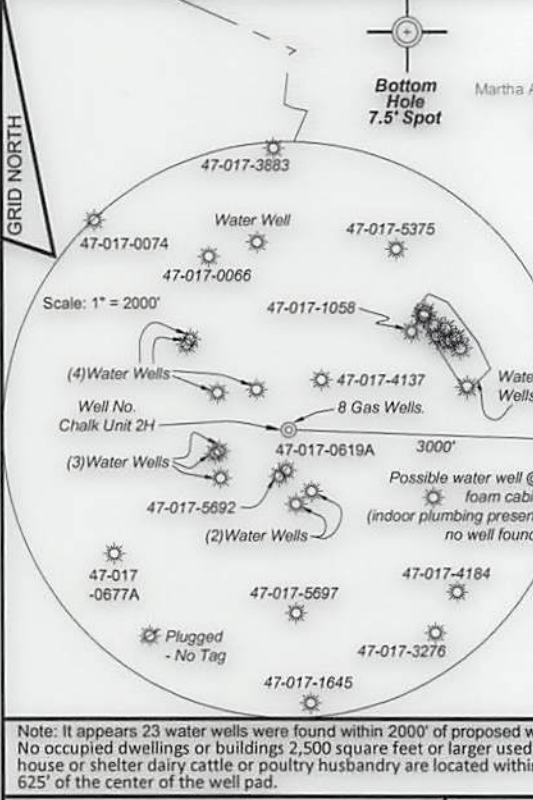 Bottom
Hole
7.5' Spot
Martha A
GRID NORTH
47-017-3883
47-017-0074
Water Well
47-017-0066
47-017-5375
Scale: 1" = 2000'
47-017-1058
(4)Water Wells
47-017-4137
Wate
Wells
Well No.
Chalk Unit 2H
8 Gas Wells.
47-017-0619A
3000'
(3)Water Wells
Possible water well @
foam cabi
(indoor plumbing presen
no well found
47-017-5692
(2)Water Wells
47-017
-0677A
47-017-4184
47-017-5697
Plugged
- No Tag
47-017-3276
47-017-1645
Note: It appears 23 water wells were found within 2000' of proposed w
No occupied dwellings or buildings 2,500 square feet or larger used
house or shelter dairy cattle or poultry husbandry are located withi
625' of the center of the well pad.